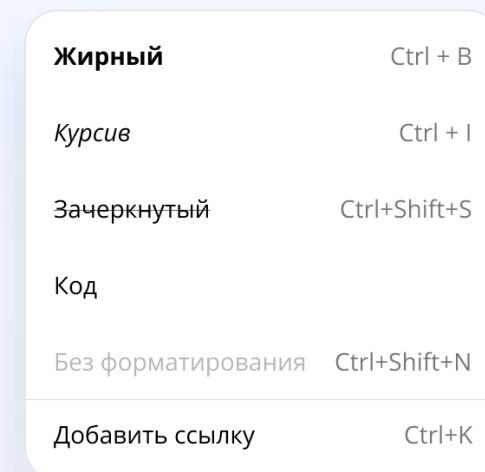 Жирный Ctrl + B
Курсив Ctrl + I
Зачеркнутый Ctrl+Shift+S
Код
Без форматирования Ctrl+Shift+N
Добавить ссылку Ctrl+K